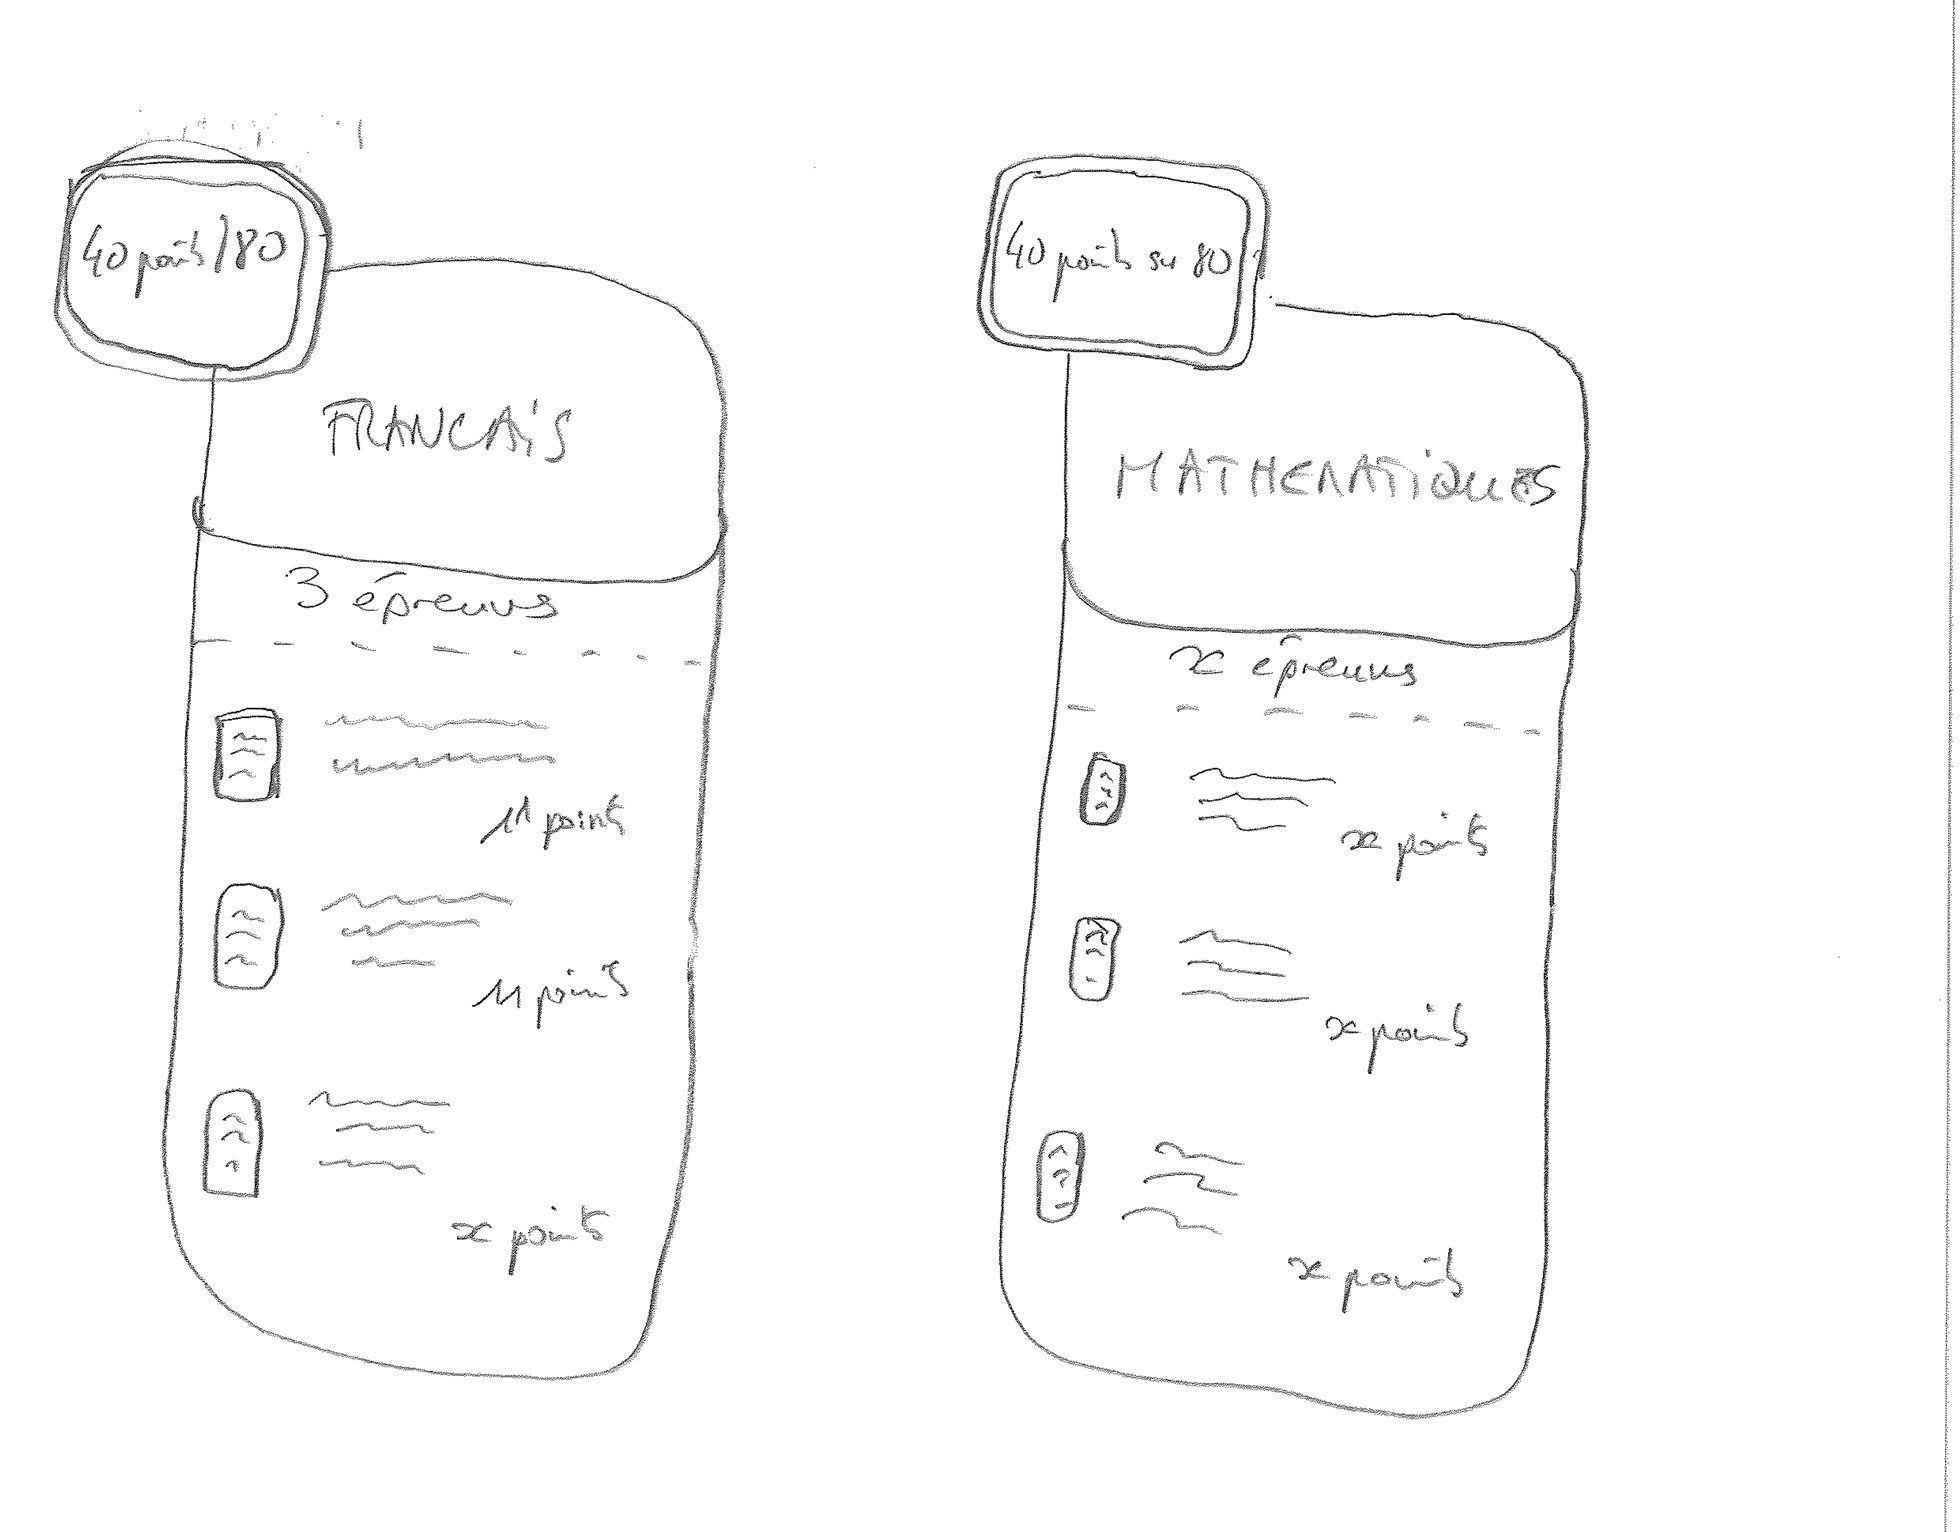 40 points/80
FRANCAIS
3 épreuves
11 points
11 points
x points
40 points sur 80
MATHEMATIQUES
x épreuves
x points
x points
x points